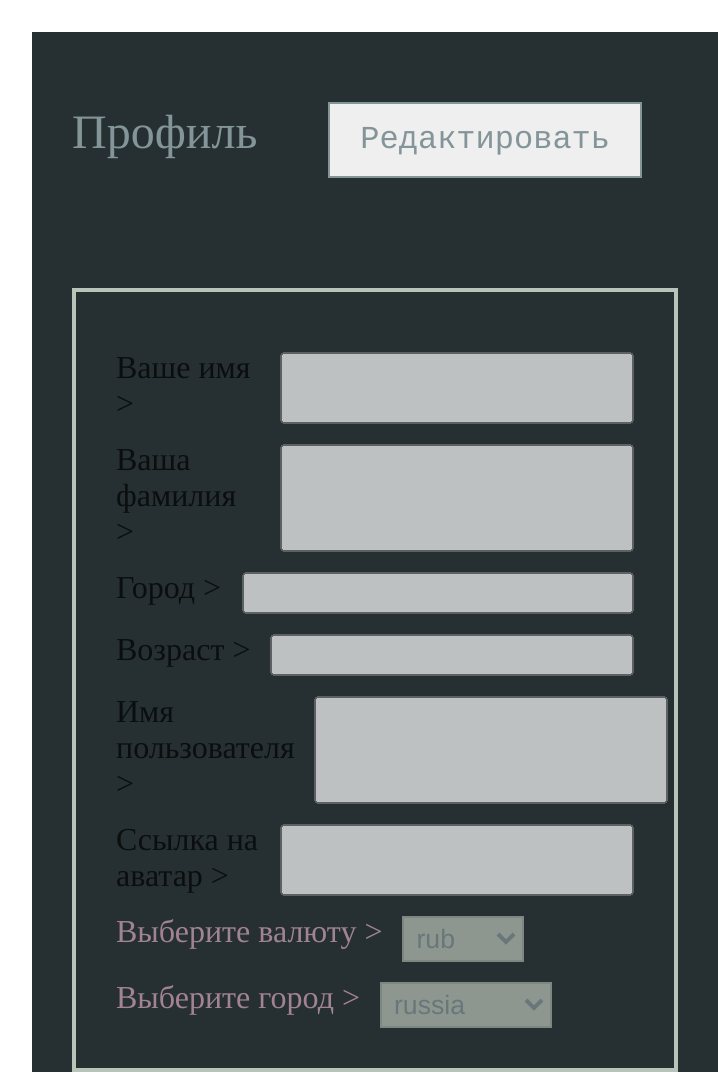 Профиль
Редактировать
Ваше имя
>
Ваша
фамилия
>
Город >
Возраст >
Имя
пользователя
>
Ссылка на
аватар >
Выберите валюту > rub
Выберите город > russia